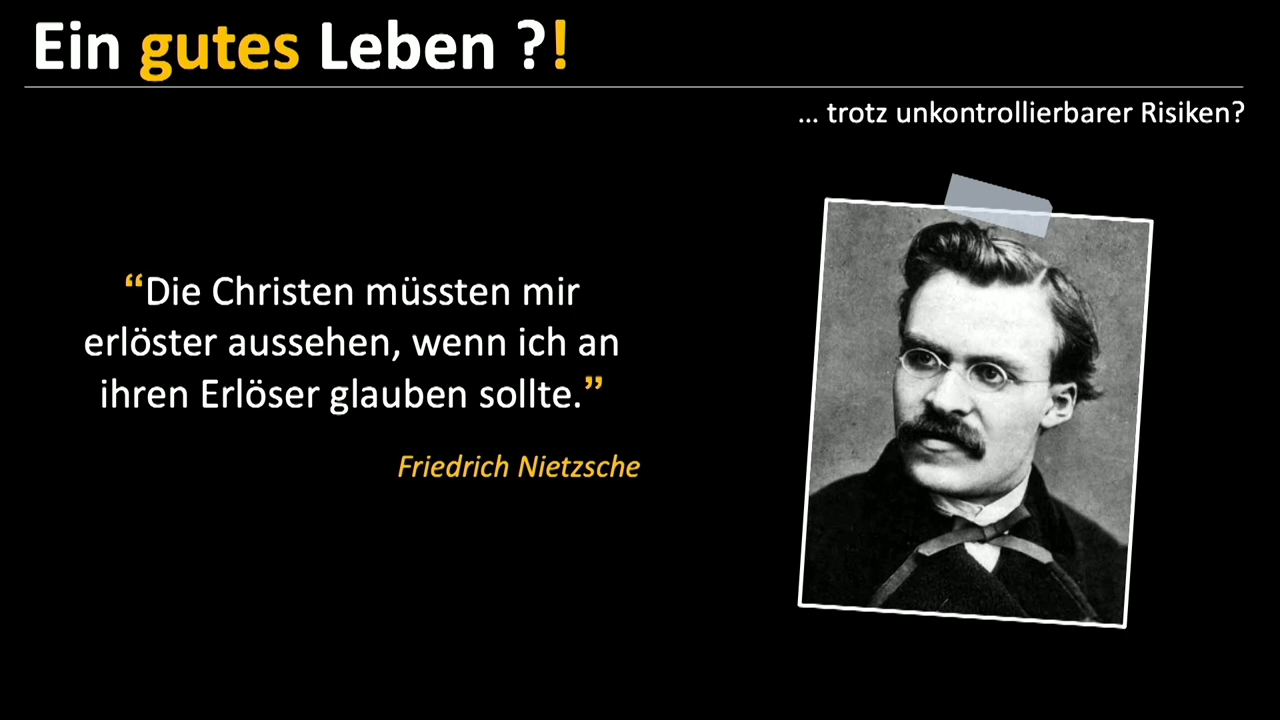 Ein gutes Leben ?!
... trotz unkontrollierbarer Risiken?
“Die Christen müssten mir
erlöster aussehen, wenn ich an
ihren Erlöser glauben sollte.”
Friedrich Nietzsche